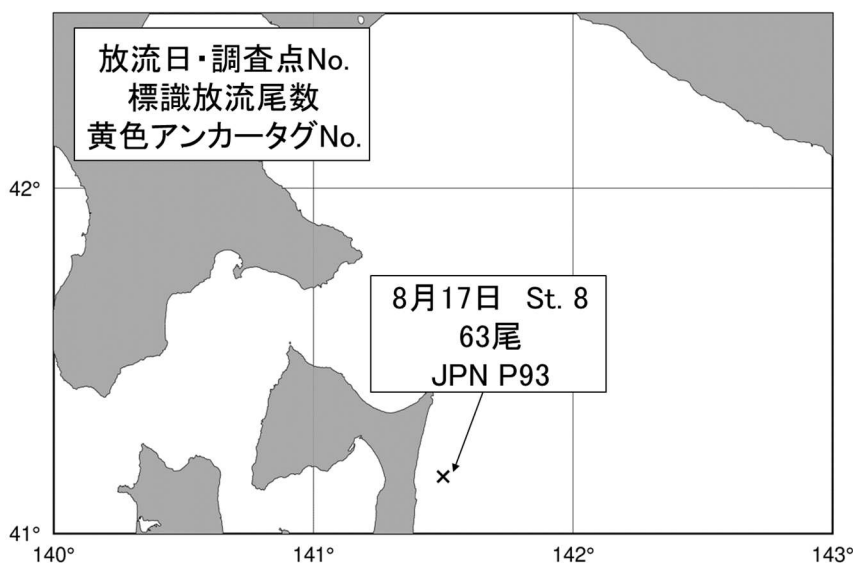 放流日・調査点No.
標識放流尾数
黄色アンカータグNo.
42°
8月17日 St. 8
63尾
JPN P93
41°
140°
141°
142°
143°